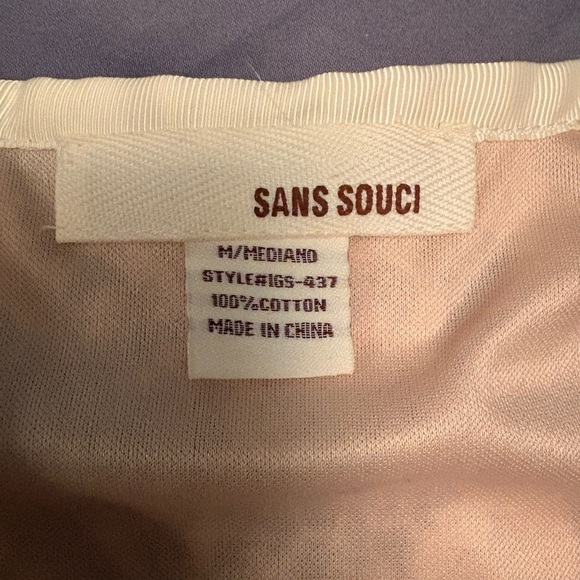 SANS SOUCI
M/MEDIANO
STYLE#IGS-437
100%COTTON
MADE IN CHINA